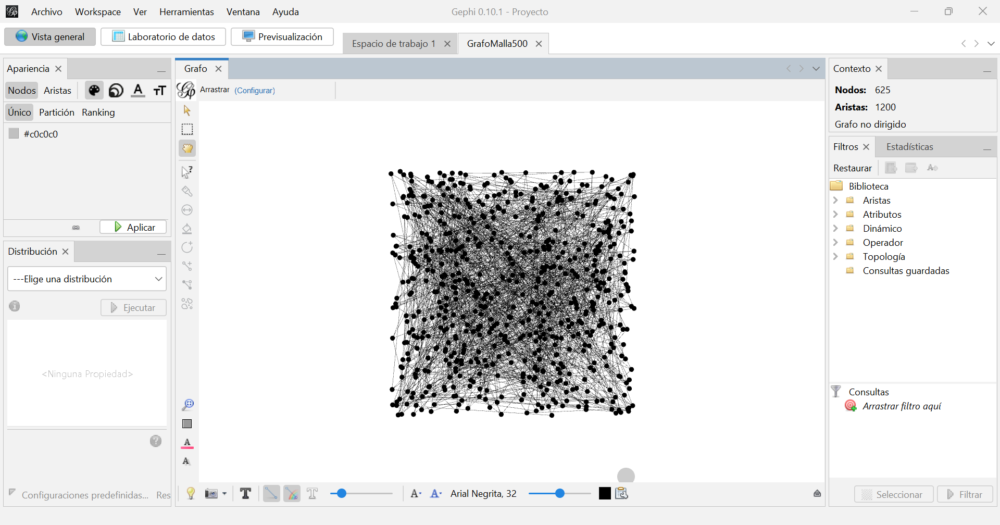 Archivo Workspace Ver Herramientas Ventana Ayuda
Gephi 0.10.1 - Proyecto
Vista general
Laboratorio de datos
Previsualización
Espacio de trabajo 1
GrafoMalla500
Apariencia
Nodos Aristas
Único Partición Ranking
#c0c0c0
Aplicar
Distribución
---Elige una distribución
Ejecutar
<Ninguna Propiedad>
Configuraciones predefinidas... Res
Grafo
Arrastrar (Configurar)
Arial Negrita, 32
Contexto
Nodos: 625
Aristas: 1200
Grafo no dirigido
Filtros Estadísticas
Restaurar
Biblioteca
Aristas
Atributos
Dinámico
Operador
Topología
Consultas guardadas
Consultas
Arrastrar filtro aquí
Seleccionar Filtrar